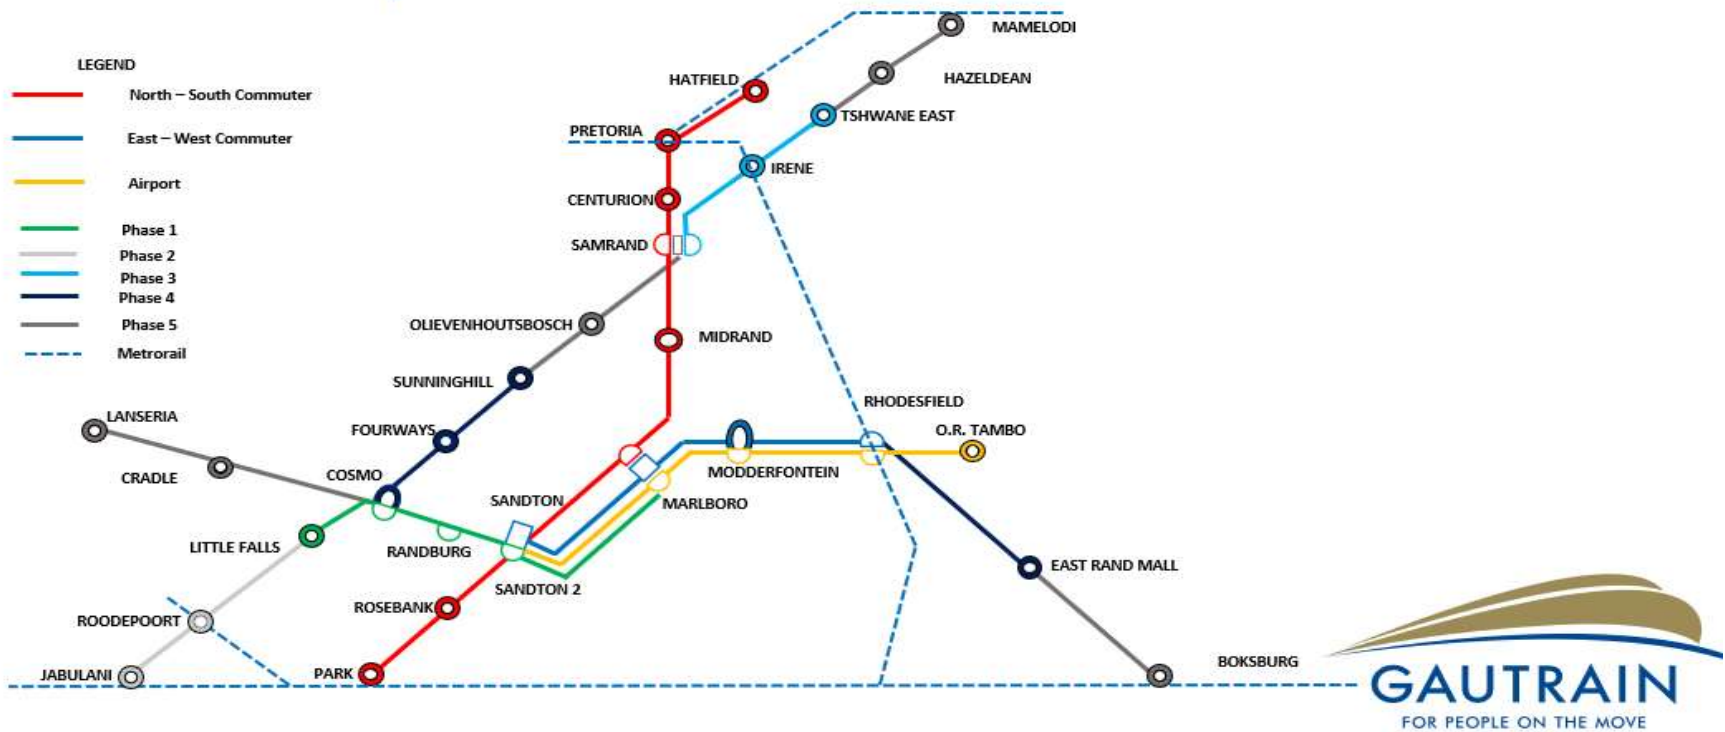 LEGEND
North – South Commuter
East – West Commuter
Airport
Phase 1
Phase 2
Phase 3
Phase 4
Phase 5
Metrorail
MAMELODI
HATFIELD
HAZELDEAN
TSHWANE EAST
PRETORIA
IRENE
CENTURION
SAMRAND
OLIEVENHOUTSBOSCH
MIDRAND
SUNNINGHILL
LANSERIA
RHODESFIELD
FOURWAYS
O.R. TAMBO
CRADLE
COSMO
MODDERFONTEIN
SANDTON
MARLBORO
LITTLE FALLS
RANDBURG
SANDTON 2
EAST RAND MALL
ROSEBANK
ROODEPOORT
JABULANI
PARK
BOKSBURG
GAUTRAIN
FOR PEOPLE ON THE MOVE